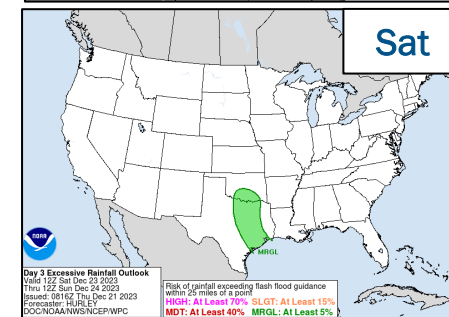 Sat
MRGL
NOAA
Day 3 Excessive Rainfall Outlook
Valid 12Z Sat Dec 23 2023
Thru 12Z Sun Dec 24 2023
Issued: 0816Z Thu Dec 21 2023
Forecaster: HURLEY
DOC/NOAA/NWS/NCEP/WPC
Risk of rainfall exceeding flash flood guidance
within 25 miles of a point
HIGH: At Least 70% SLGT: At Least 15%
MDT: At Least 40% MRGL: At Least 5%